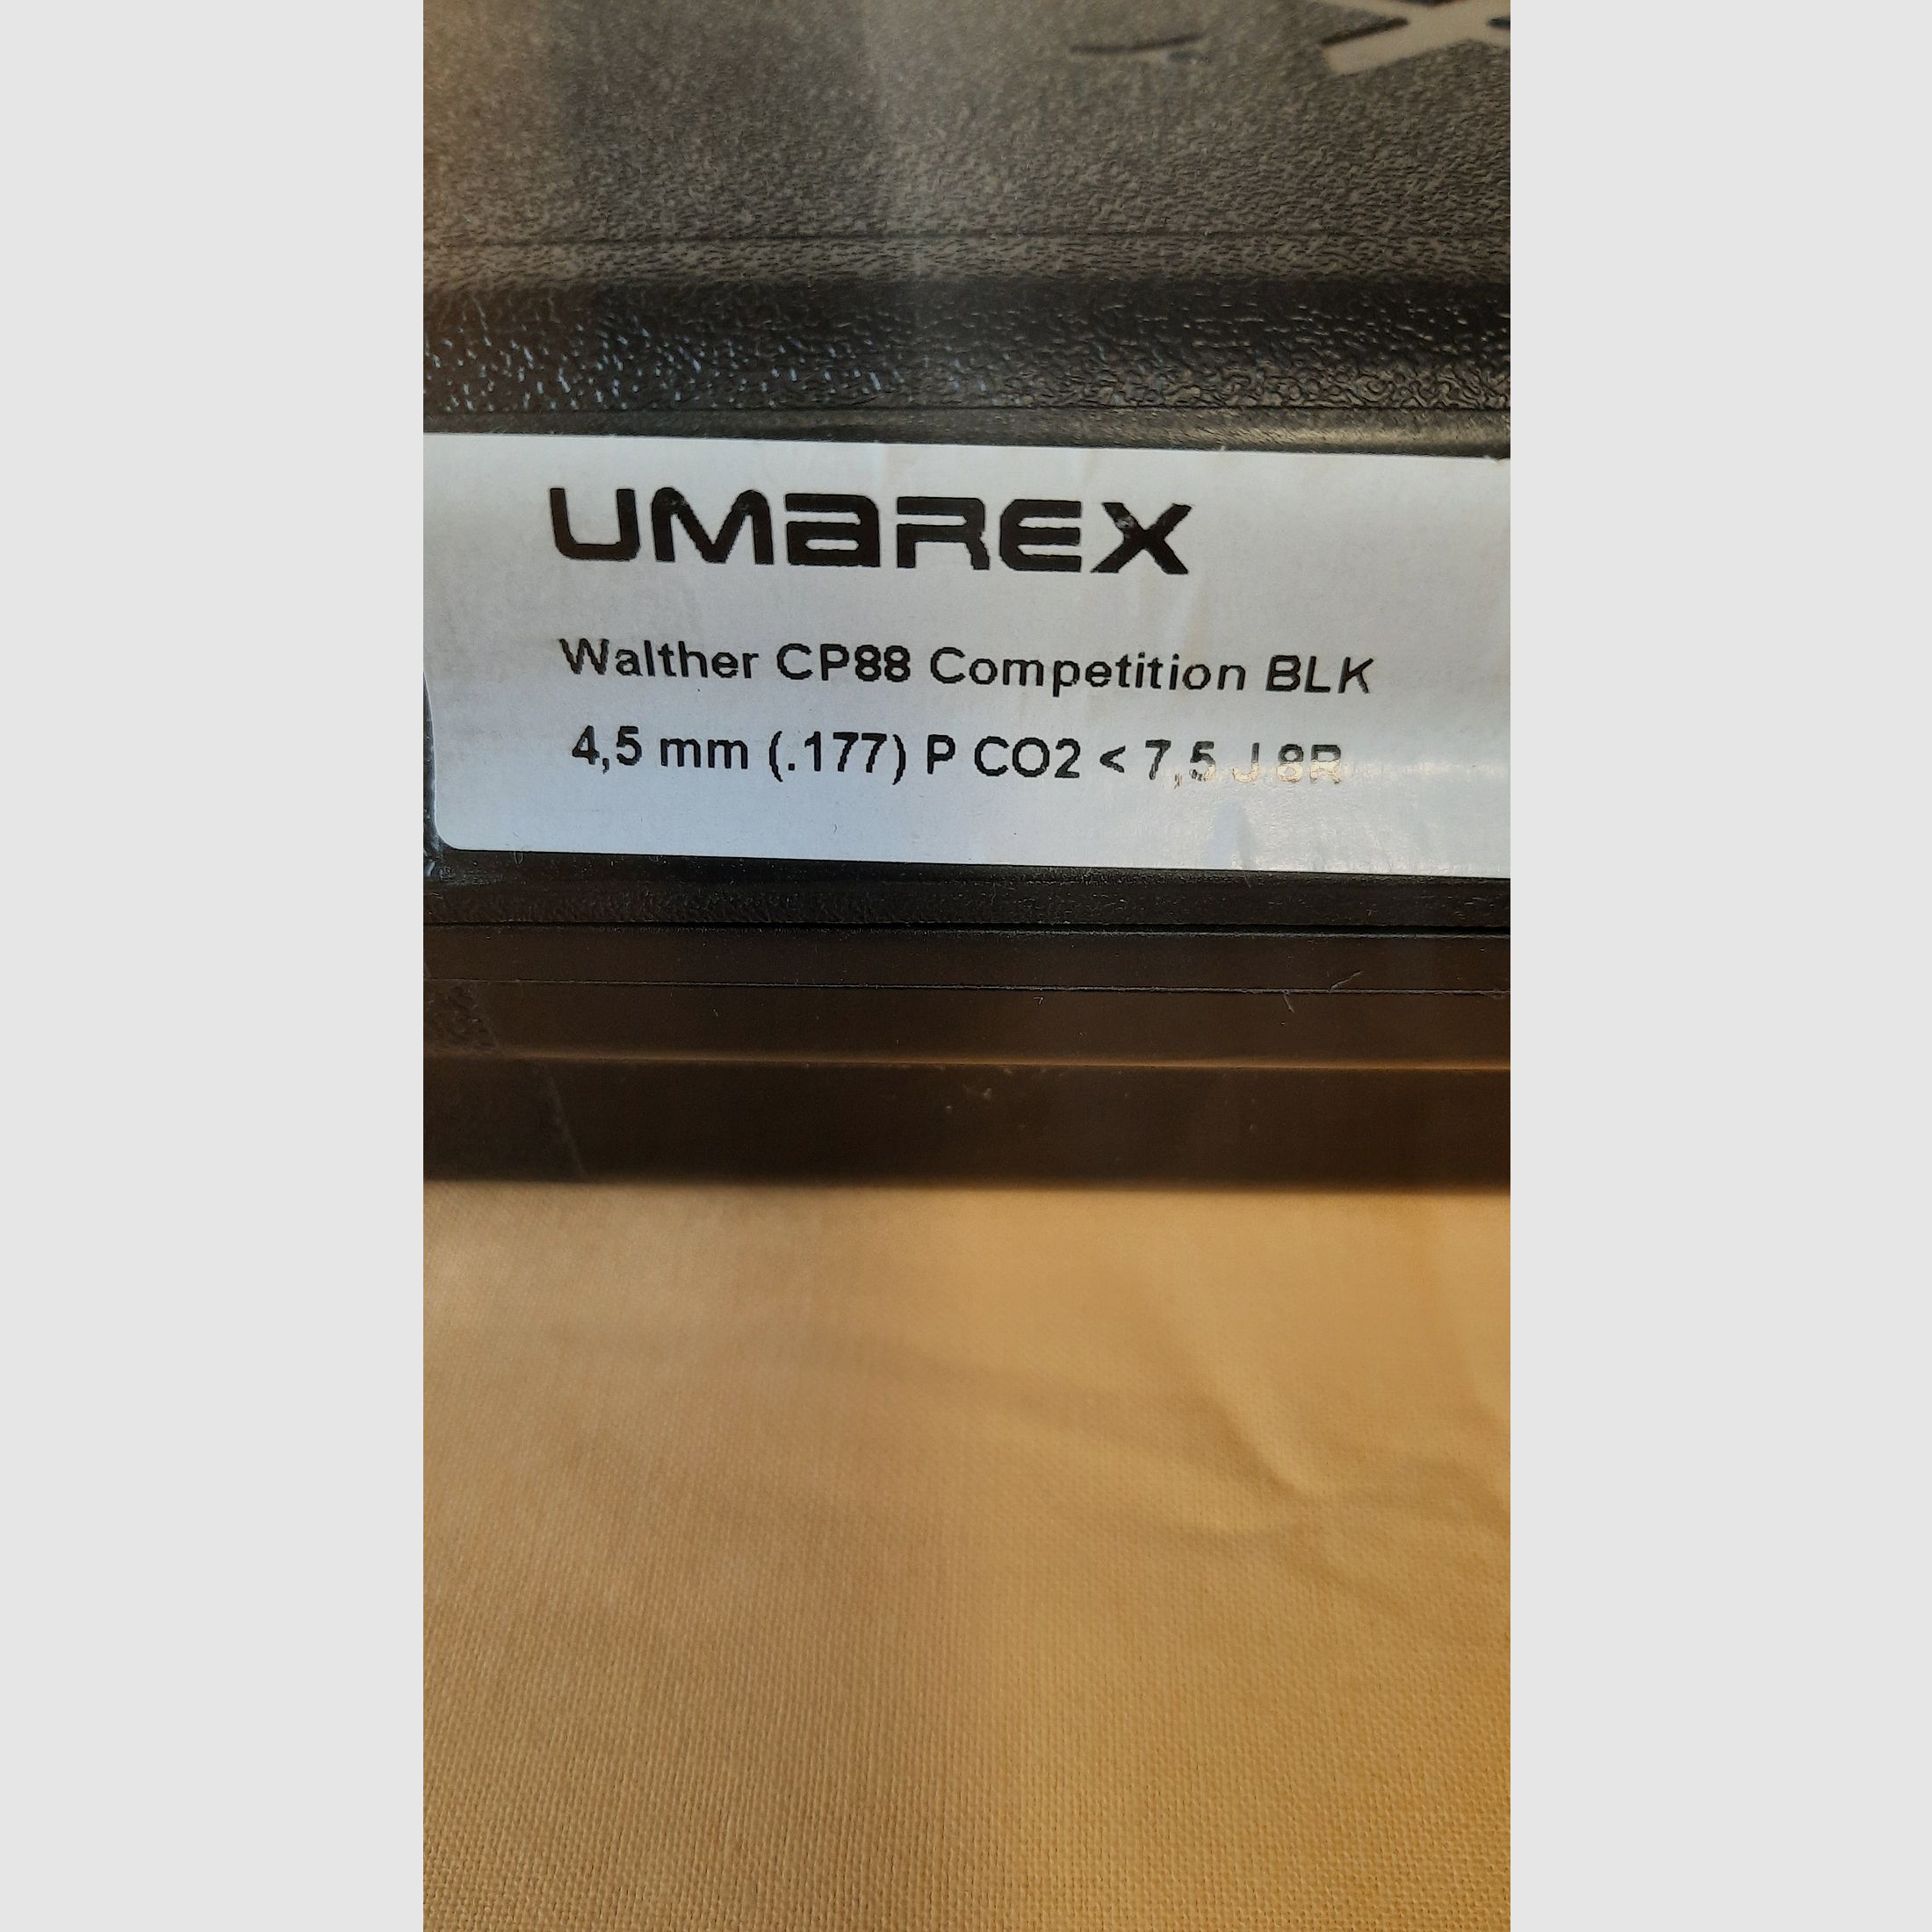 UMAREX
Walther CP88 Competition BLK
4,5 mm (.177) P CO2 < 7,5 J 8R